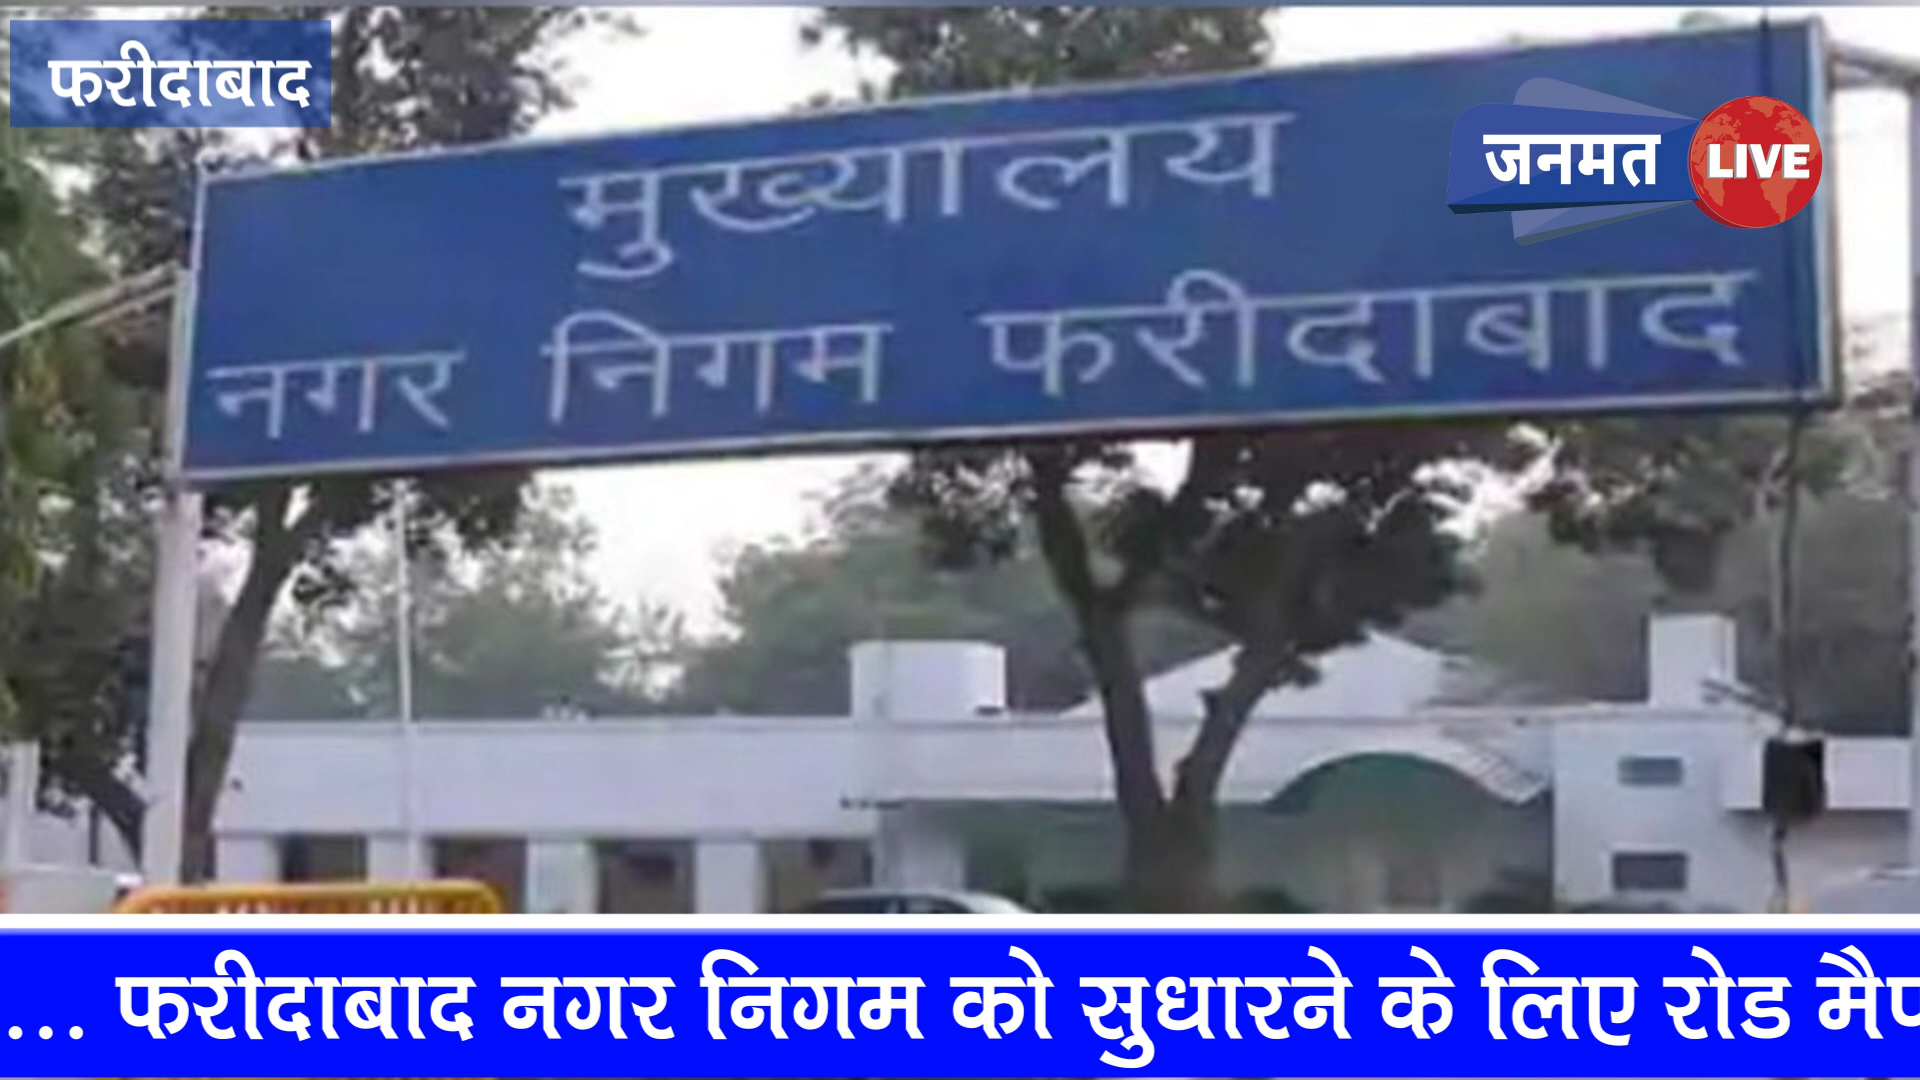 फरीदाबाद
जनमत LIVE
मुख्यालय
नगर निगम फरीदाबाद
... फरीदाबाद नगर निगम को सुधारने के लिए रोड